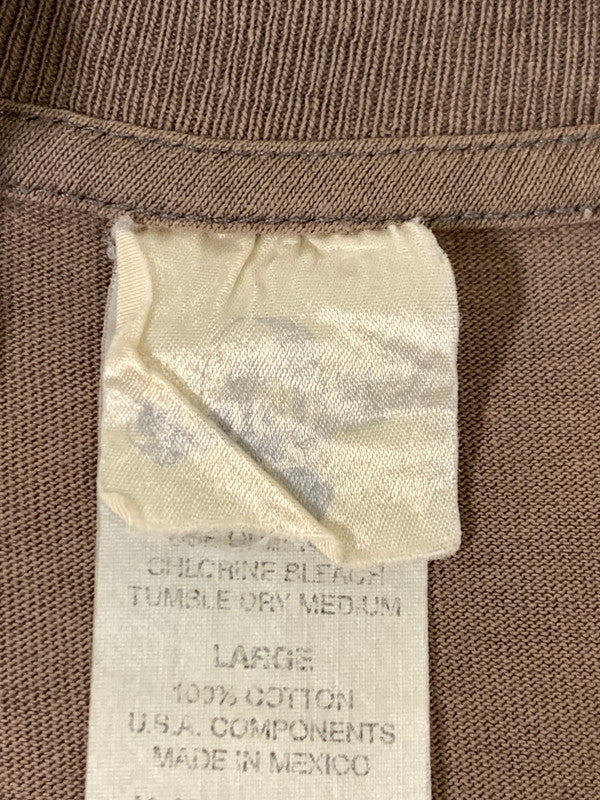 CHLORINE BLEACH
TUMBLE DRY MEDIUM
LARGE
100% COTTON
U.S.A. COMPONENTS
MADE IN MEXICO